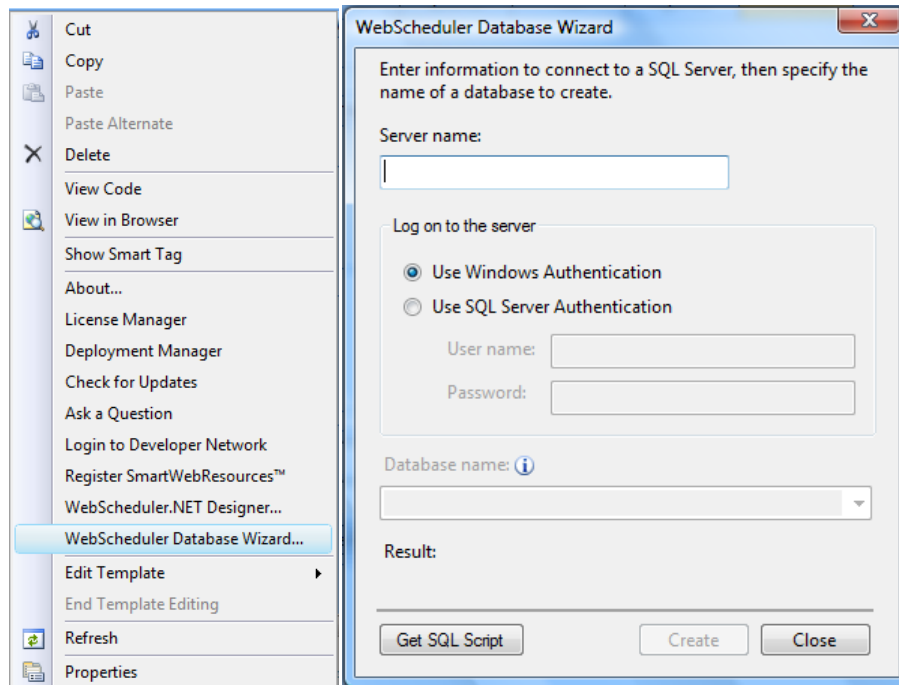 Cut
Copy
Paste
Paste Alternate
Delete
View Code
View in Browser
Show Smart Tag
About...
License Manager
Deployment Manager
Check for Updates
Ask a Question
Login to Developer Network
Register SmartWebResources™
WebScheduler.NET Designer...
WebScheduler Database Wizard...
Edit Template
End Template Editing
Refresh
Properties
WebScheduler Database Wizard
Enter information to connect to a SQL Server, then specify the
name of a database to create.
Server name:
Log on to the server
Use Windows Authentication
Use SQL Server Authentication
User name:
Password:
Database name:
Result:
Get SQL Script
Create
Close